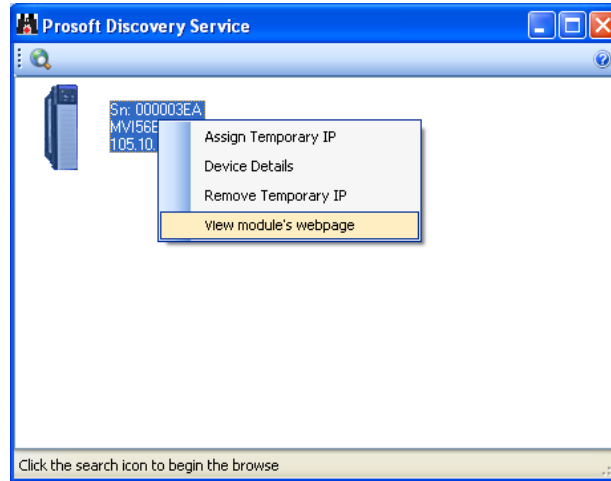 Prosoft Discovery Service
Sn: 000003EA
MVI56E
105.10.
Assign Temporary IP
Device Details
Remove Temporary IP
View module's webpage
Click the search icon to begin the browse